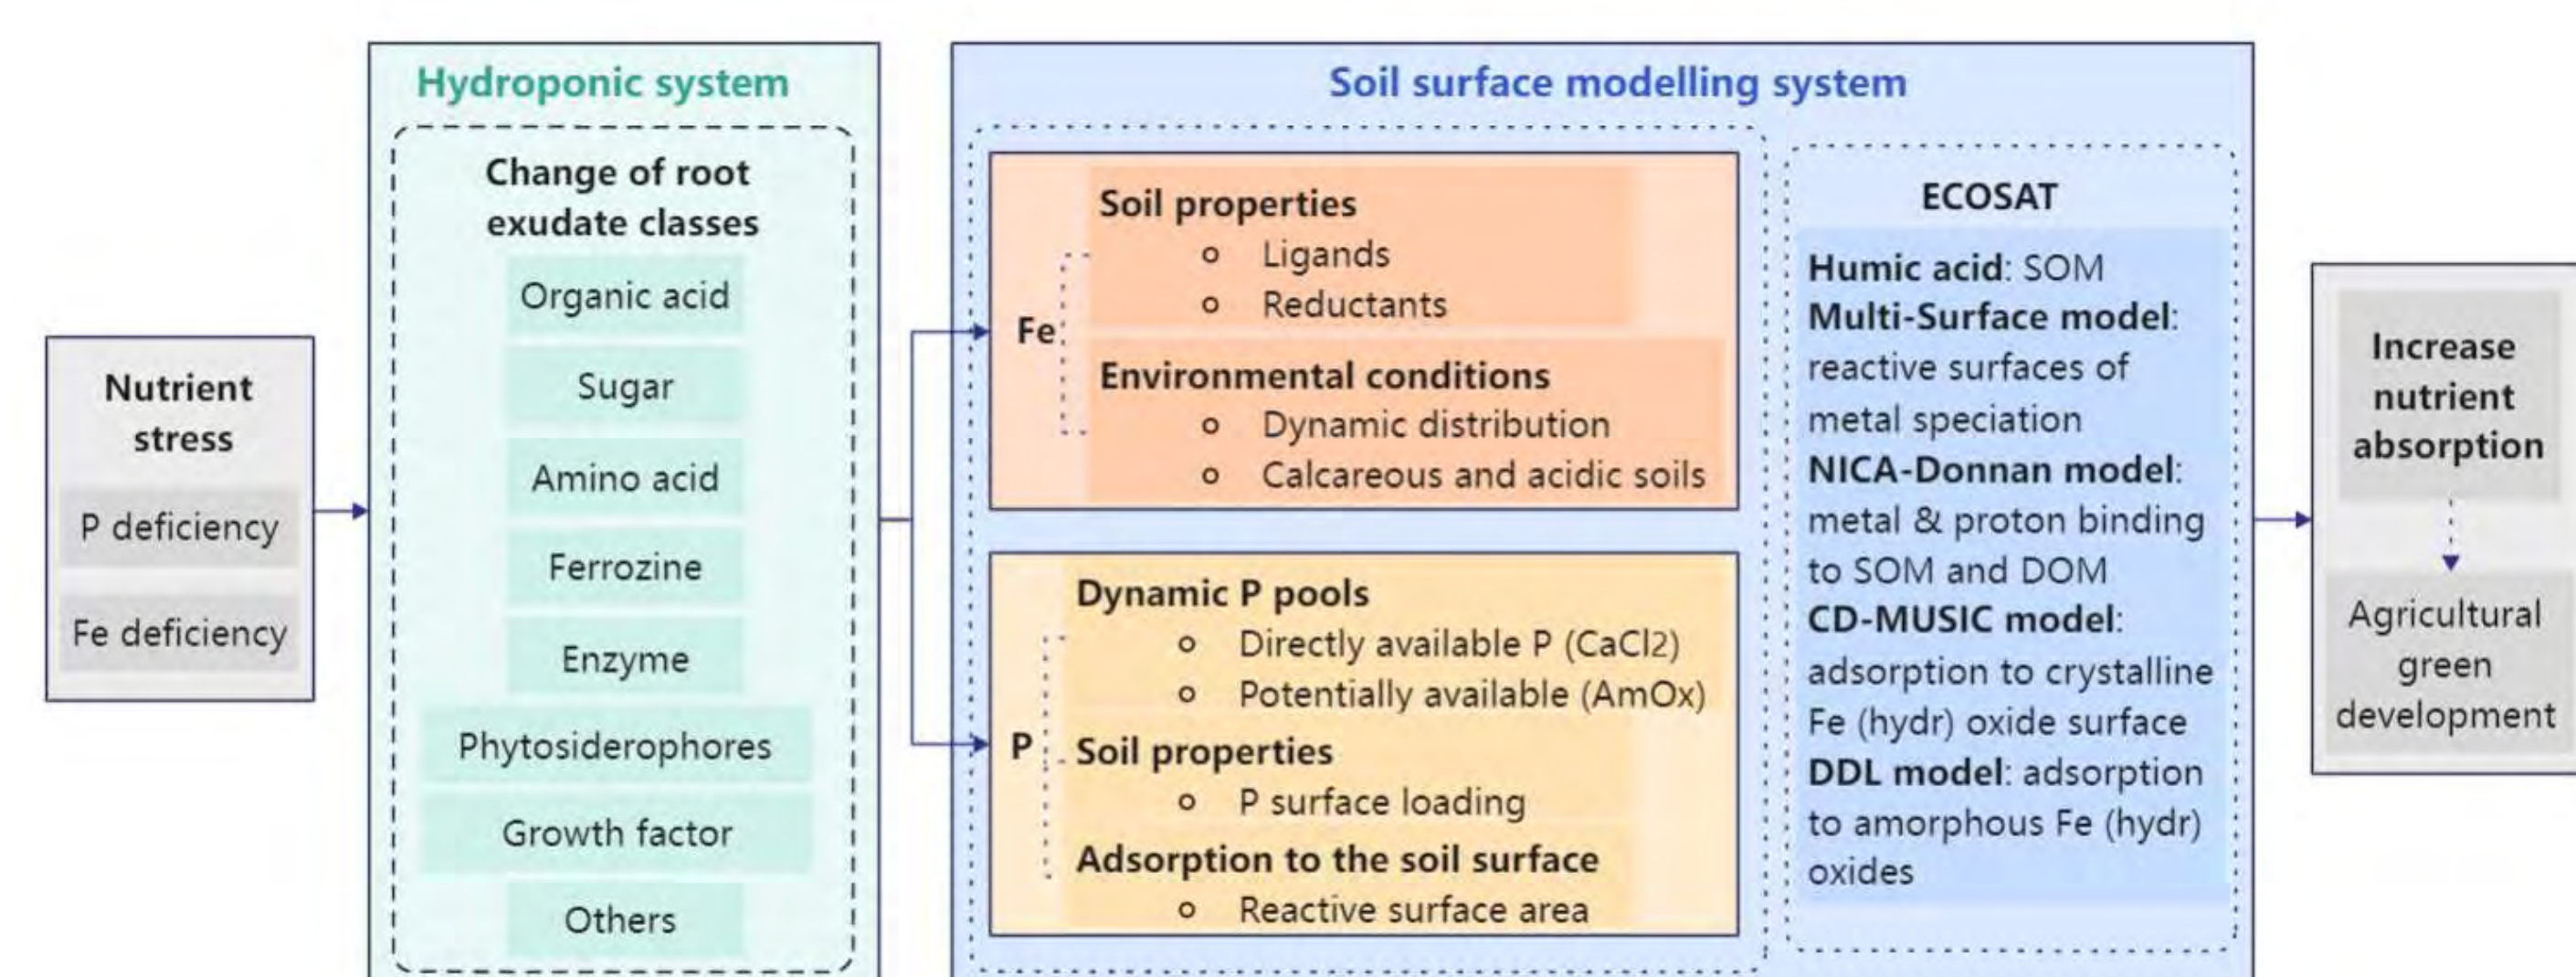 Nutrient
stress
P deficiency
Fe deficiency
Hydroponic system
Change of root
exudate classes
Organic acid
Sugar
Amino acid
Ferrozine
Enzyme
Phytosiderophores
Growth factor
Others
Soil surface modelling system
Fe
Soil properties
Ligands
Reductants
Environmental conditions
Dynamic distribution
Calcareous and acidic soils
P
Dynamic P pools
Directly available P (CaCl2)
Potentially available (AmOx)
Soil properties
P surface loading
Adsorption to the soil surface
Reactive surface area
ECOSAT
Humic acid: SOM
Multi-Surface model:
reactive surfaces of
metal speciation
NICA-Donnan model:
metal & proton binding
to SOM and DOM
CD-MUSIC model:
adsorption to crystalline
Fe (hydr) oxide surface
DDL model: adsorption
to amorphous Fe (hydr)
oxides
Increase
nutrient
absorption
Agricultural
green
development